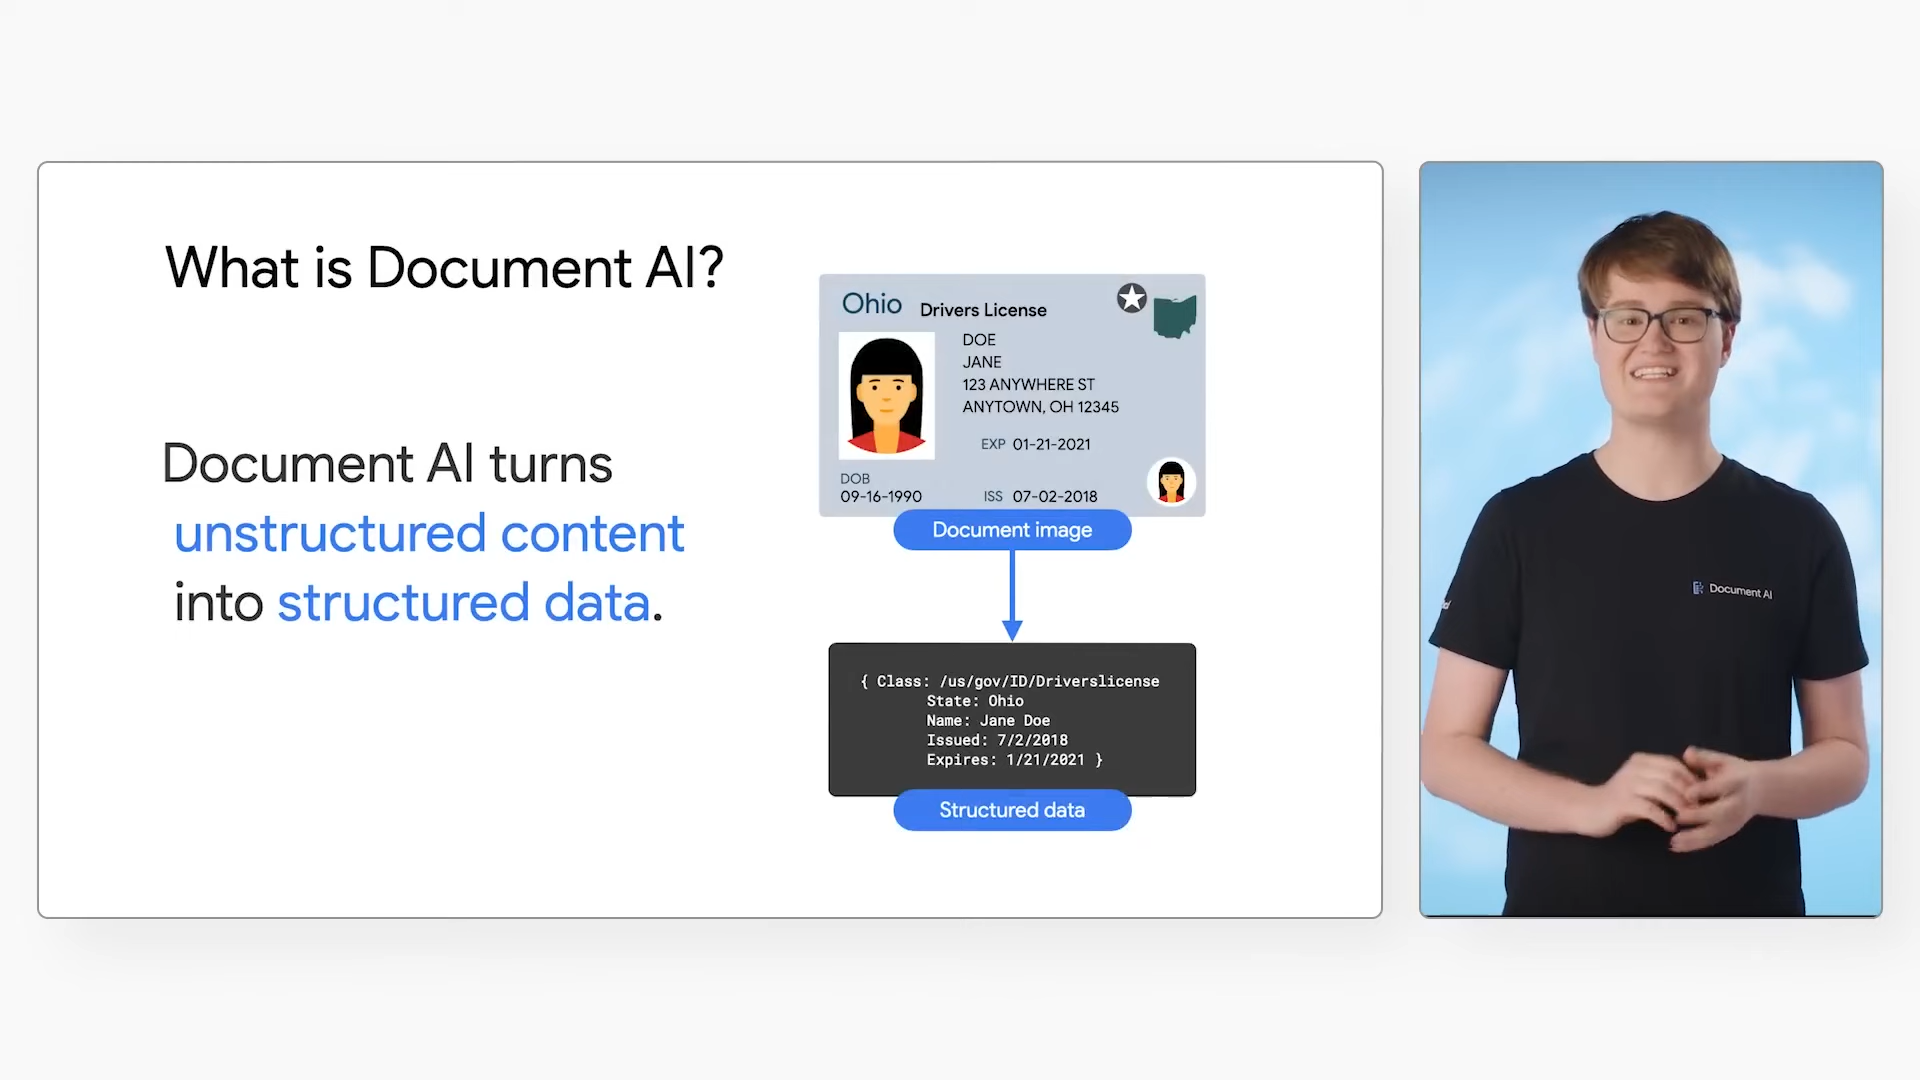 What is Document AI?
Document AI turns
unstructured content
into structured data.
Ohio Drivers License
DOE
JANE
123 ANYWHERE ST
ANYTOWN, OH 12345
EXP 01-21-2021
DOB
09-16-1990
ISS 07-02-2018
Document image
{ Class: /us/gov/ID/Driverslicense
State: Ohio
Name: Jane Doe
Issued: 7/2/2018
Expires: 1/21/2021 }
Structured data
Document AI